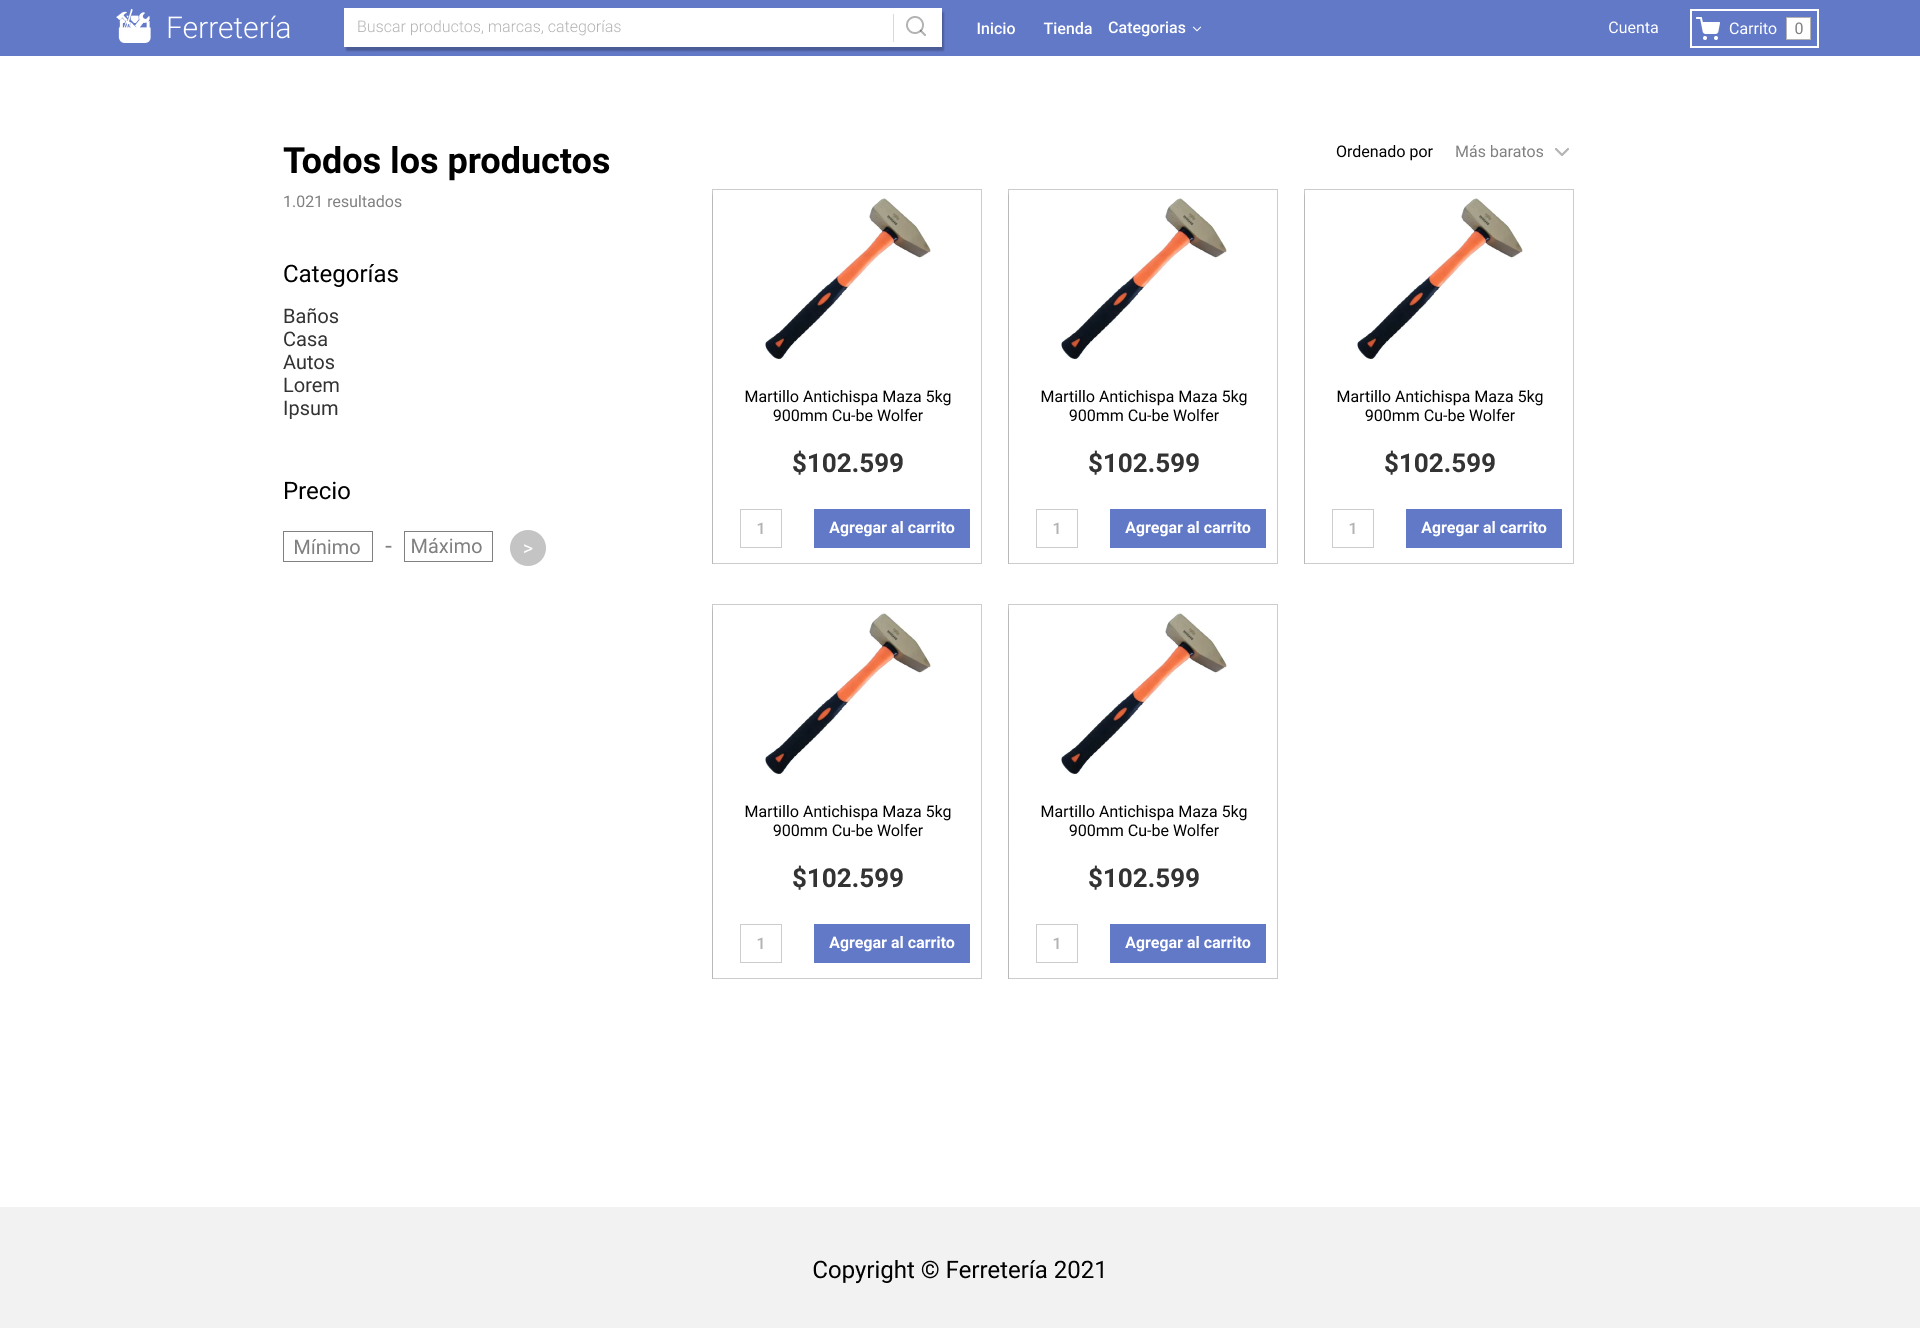 Ferretería
Buscar productos, marcas, categorías
Inicio
Tienda
Categorias
Cuenta
Carrito 0
Todos los productos
1.021 resultados
Ordenado por Más baratos
Categorías
Baños
Casa
Autos
Lorem
Ipsum
Precio
Mínimo - Máximo >
Martillo Antichispa Maza 5kg
900mm Cu-be Wolfer
$102.599
1 Agregar al carrito
Martillo Antichispa Maza 5kg
900mm Cu-be Wolfer
$102.599
1 Agregar al carrito
Martillo Antichispa Maza 5kg
900mm Cu-be Wolfer
$102.599
1 Agregar al carrito
Martillo Antichispa Maza 5kg
900mm Cu-be Wolfer
$102.599
1 Agregar al carrito
Martillo Antichispa Maza 5kg
900mm Cu-be Wolfer
$102.599
1 Agregar al carrito
Copyright © Ferretería 2021